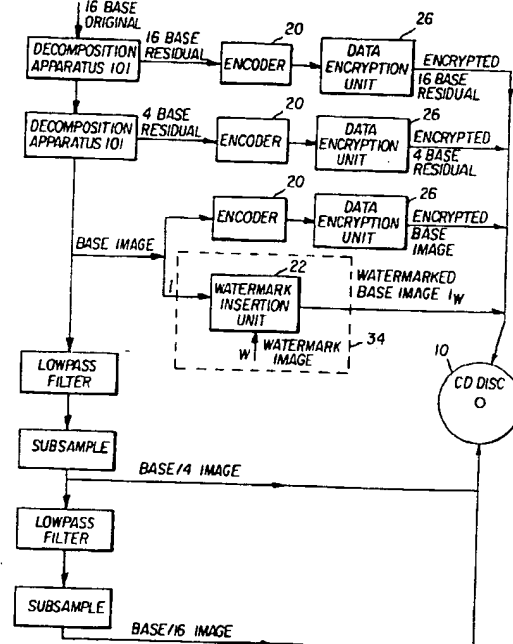 16 BASE
ORIGINAL
DECOMPOSITION
APPARATUS 101
16 BASE
RESIDUAL
20
ENCODER
26
DATA
ENCRYPTION
UNIT
ENCRYPTED
16 BASE
RESIDUAL
DECOMPOSITION
APPARATUS 101
4 BASE
RESIDUAL
20
ENCODER
26
DATA
ENCRYPTION
UNIT
ENCRYPTED
4 BASE
RESIDUAL
BASE IMAGE
20
ENCODER
26
DATA
ENCRYPTION
UNIT
ENCRYPTED
BASE
IMAGE
I
22
WATERMARK
INSERTION
UNIT
WATERMARKED
BASE IMAGE IW
W
WATERMARK
IMAGE
34
10
CD DISC
LOWPASS
FILTER
SUBSAMPLE
BASE/4 IMAGE
LOWPASS
FILTER
SUBSAMPLE
BASE/16 IMAGE